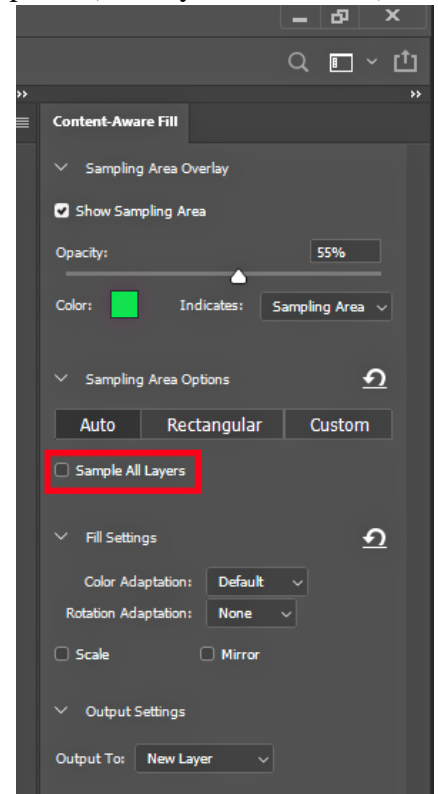 Content-Aware Fill
Sampling Area Overlay
Show Sampling Area
Opacity: 55%
Color: Indicates: Sampling Area
Sampling Area Options
Auto Rectangular Custom
Sample All Layers
Fill Settings
Color Adaptation: Default
Rotation Adaptation: None
Scale Mirror
Output Settings
Output To: New Layer